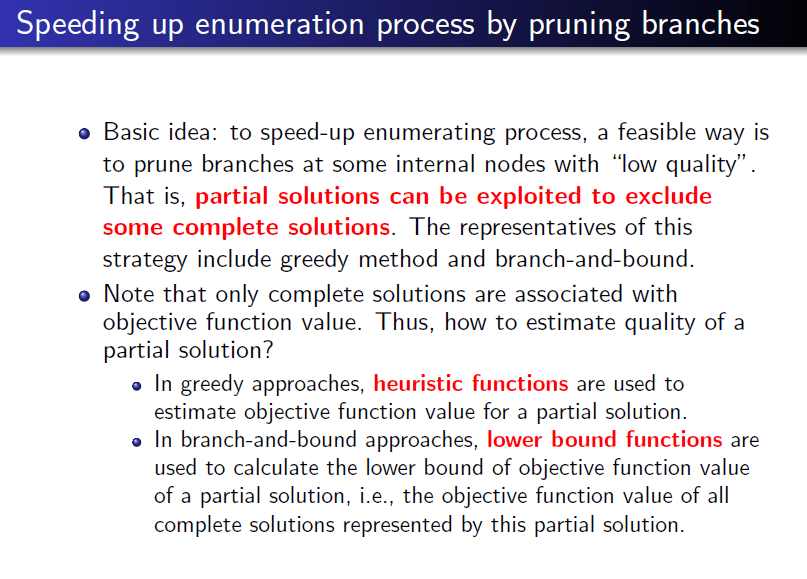 Speeding up enumeration process by pruning branches
Basic idea: to speed-up enumerating process, a feasible way is
to prune branches at some internal nodes with “low quality”.
That is, partial solutions can be exploited to exclude
some complete solutions. The representatives of this
strategy include greedy method and branch-and-bound.
Note that only complete solutions are associated with
objective function value. Thus, how to estimate quality of a
partial solution?
In greedy approaches, heuristic functions are used to
estimate objective function value for a partial solution.
In branch-and-bound approaches, lower bound functions are
used to calculate the lower bound of objective function value
of a partial solution, i.e., the objective function value of all
complete solutions represented by this partial solution.